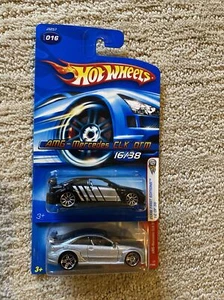 016
HOT WHEELS
AMG-Mercedes CLK DTM
16/38
3+
3+